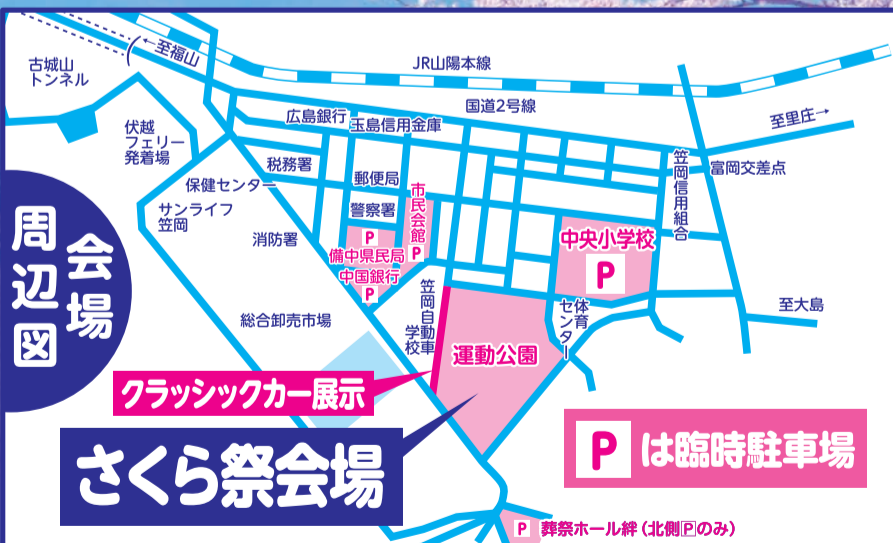 会場
周辺図
古城山
トンネル
←至福山
JR山陽本線
国道2号線
至里庄→
伏越
フェリー
発着場
広島銀行
玉島信用金庫
税務署
郵便局
保健センター
サンライフ
笠岡
警察署
市民会館
P
消防署
P
備中県民局
中国銀行
P
笠岡信用組合
富岡交差点
中央小学校
P
総合卸売市場
笠岡自動車
学校
体育
センター
至大島
運動公園
クラッシックカー展示
さくら祭会場
Pは臨時駐車場
P 葬祭ホール絆(北側Pのみ)